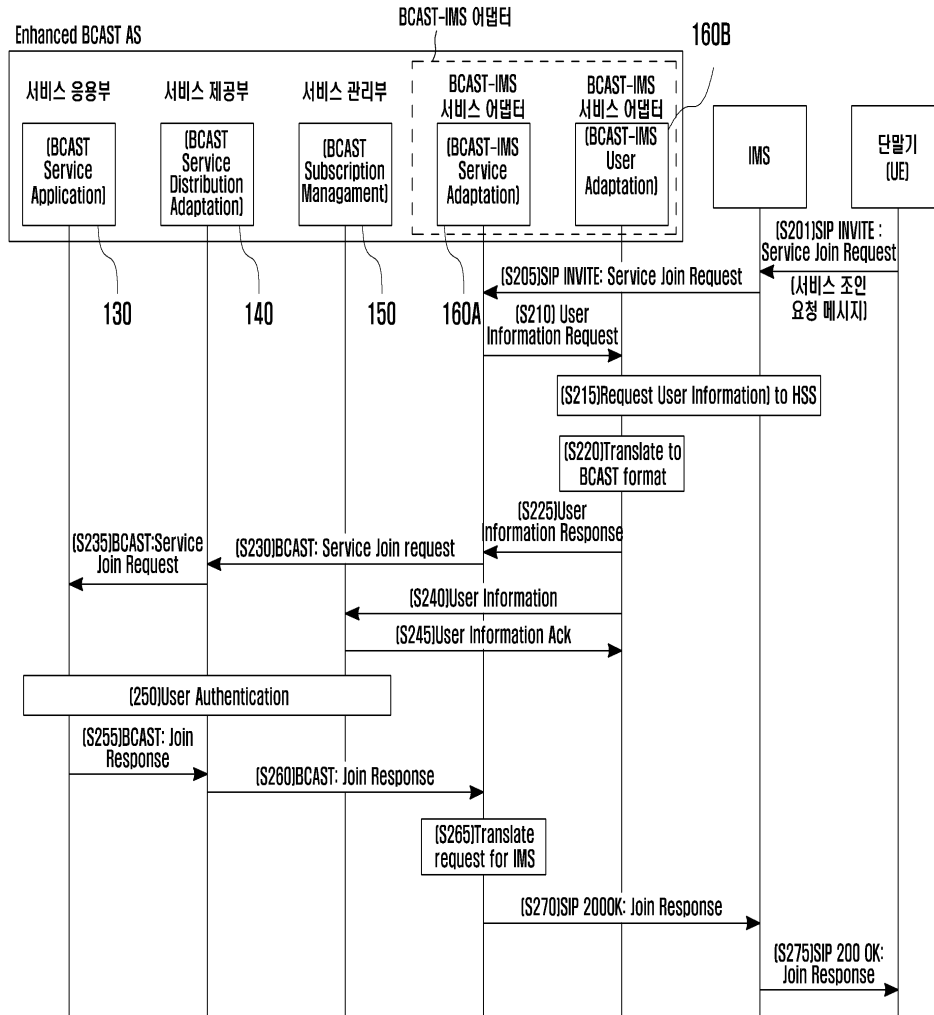 BCAST-IMS 어댑터
Enhanced BCAST AS
160B
서비스 응용부
서비스 제공부
서비스 관리부
BCAST-IMS
서비스 어댑터
BCAST-IMS
서비스 어댑터
(BCAST
Service
Application)
(BCAST
Service
Distribution
Adaptation)
(BCAST
Subscription
Managament)
(BCAST-IMS
Service
Adaptation)
(BCAST-IMS
User
Adaptation)
IMS
단말기
(UE)
130
140
150
160A
(S201)SIP INVITE :
Service Join Request
(서비스 조인
요청 메시지)
(S205)SIP INVITE: Service Join Request
(S210) User
Information Request
(S215)Request User Information) to HSS
(S220)Translate to
BCAST format
(S225)User
Information Response
(S230)BCAST: Service Join request
(S235)BCAST:Service
Join Request
(S240)User Information
(S245)User Information Ack
(250)User Authentication
(S255)BCAST: Join
Response
(S260)BCAST: Join Response
(S265)Translate
request for IMS
(S270)SIP 2000K: Join Response
(S275)SIP 200 OK:
Join Response